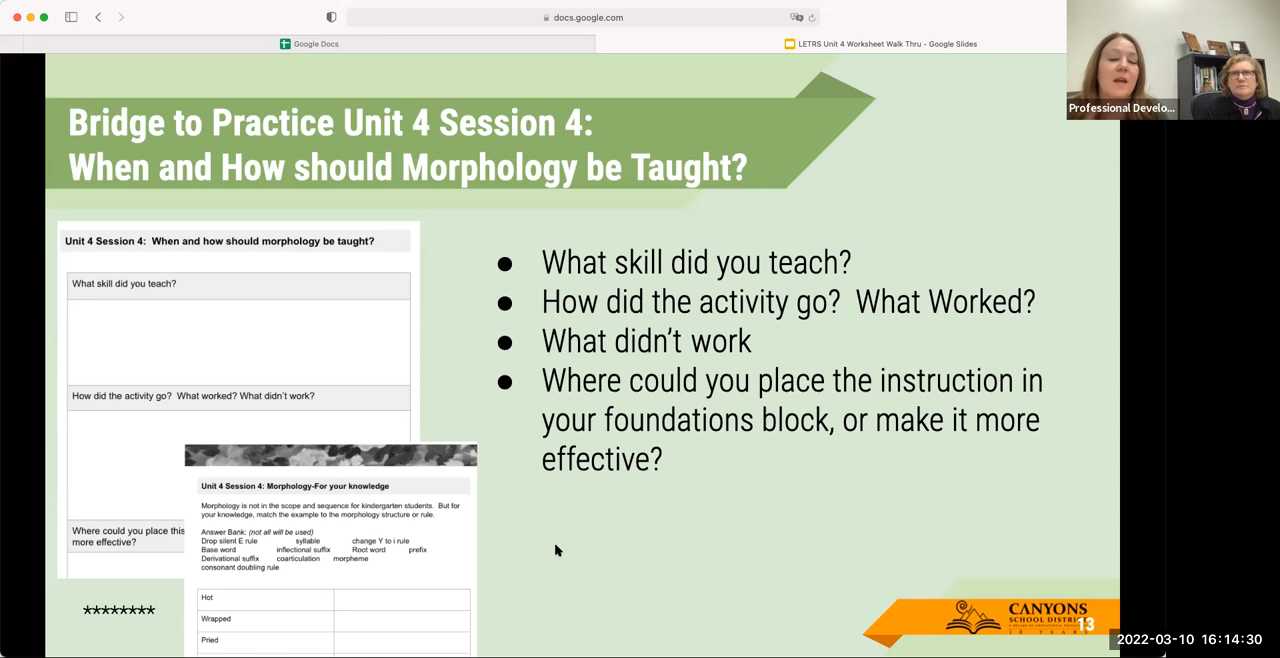 docs.google.com
Google Docs
LETRS Unit 4 Worksheet Walk Thru - Google Slides
Professional Develo...
Bridge to Practice Unit 4 Session 4:
When and How should Morphology be Taught?
Unit 4 Session 4: When and how should morphology be taught?
What skill did you teach?
How did the activity go? What worked? What didn't work?
Where could you place this
more effective?
********
Unit 4 Session 4: Morphology-For your knowledge
Morphology is not in the scope and sequence for kindergarten students. But for
your knowledge, match the example to the morphology structure or rule.
Answer Bank: (not all will be used)
Drop silent E rule syllable change Y to i rule
Base word inflectional suffix Root word prefix
Derivational suffix coarticulation morpheme
consonant doubling rule
Hot
Wrapped
Pried
● What skill did you teach?
● How did the activity go? What Worked?
● What didn't work
● Where could you place the instruction in
your foundations block, or make it more
effective?
CANYONS
SCHOOL DISTRI
13
2022-03-10 16:14:30